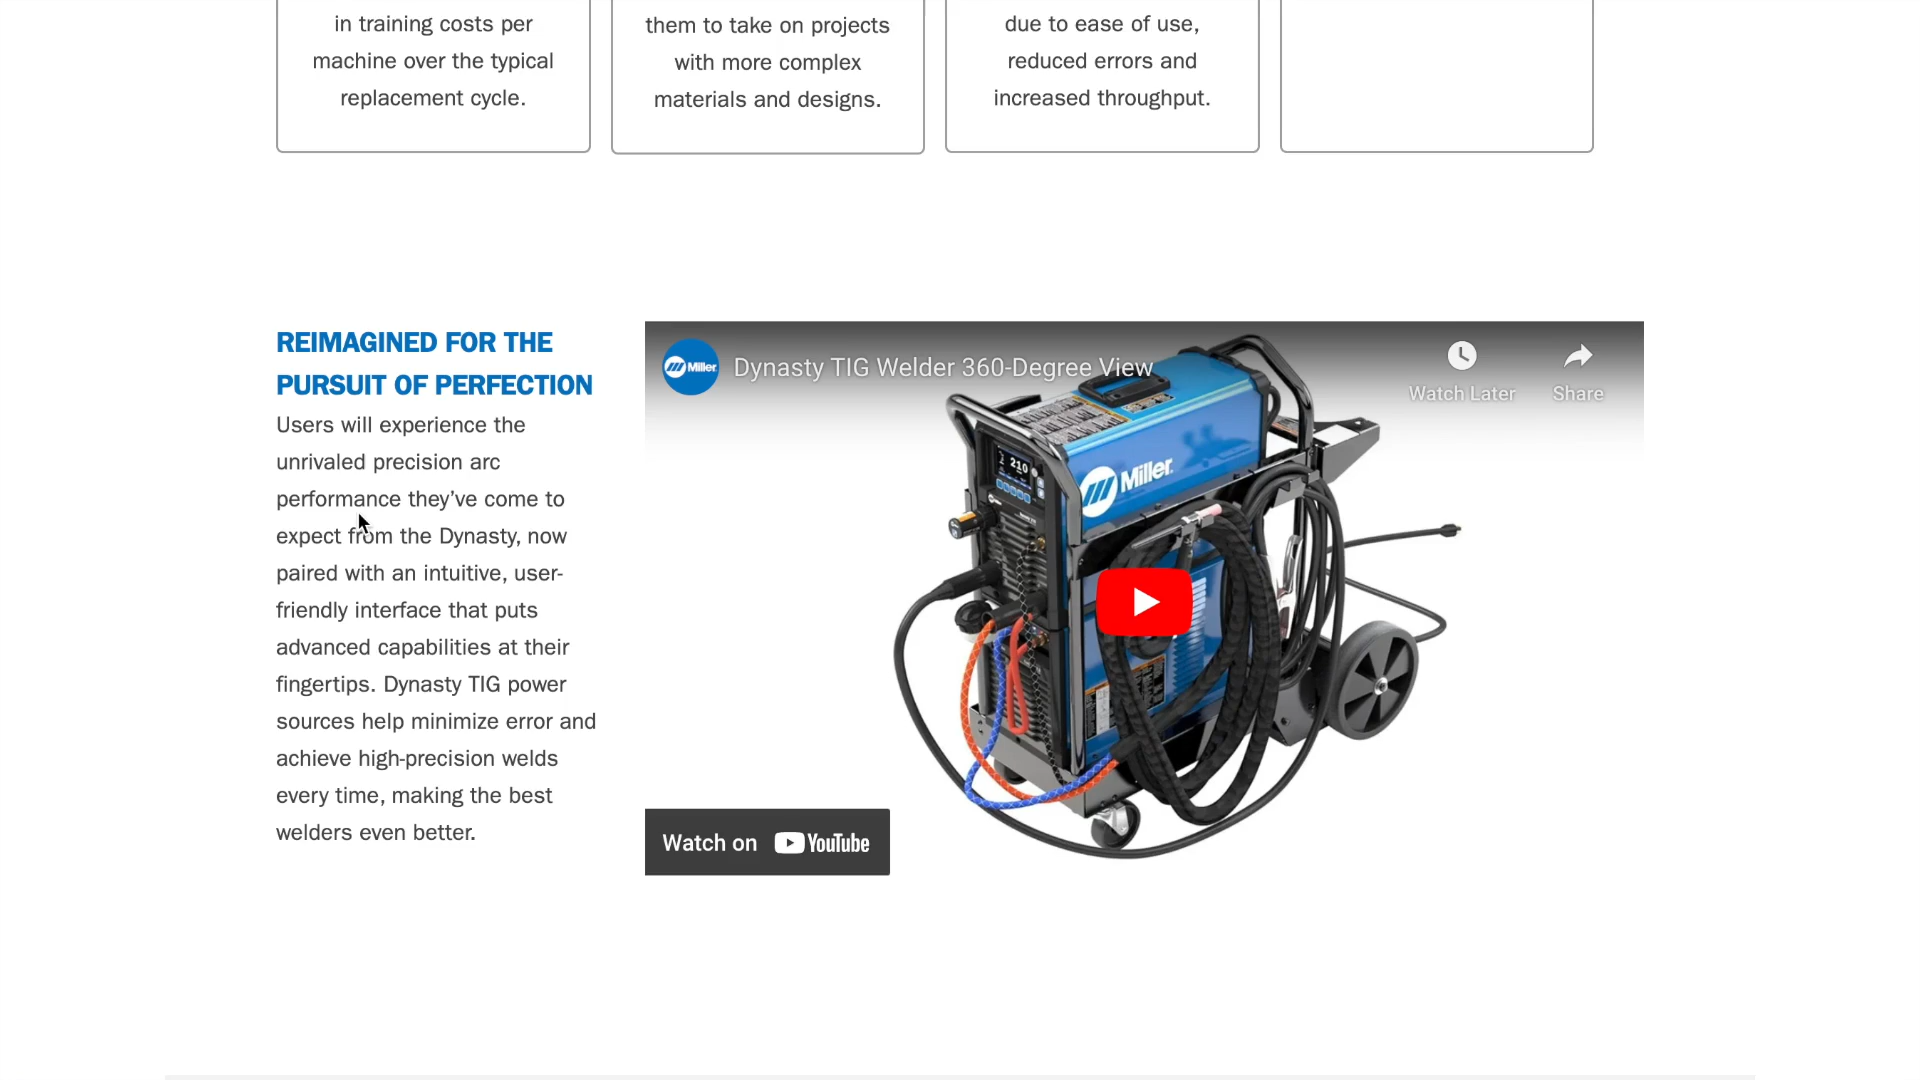 in training costs per
machine over the typical
replacement cycle.
them to take on projects
with more complex
materials and designs.
due to ease of use,
reduced errors and
increased throughput.
REIMAGINED FOR THE
PURSUIT OF PERFECTION
Users will experience the
unrivaled precision arc
performance they’ve come to
expect from the Dynasty, now
paired with an intuitive, user-
friendly interface that puts
advanced capabilities at their
fingertips. Dynasty TIG power
sources help minimize error and
achieve high-precision welds
every time, making the best
welders even better.
Miller
Dynasty TIG Welder 360-Degree View
Watch Later
Share
210
Miller
Watch on YouTube